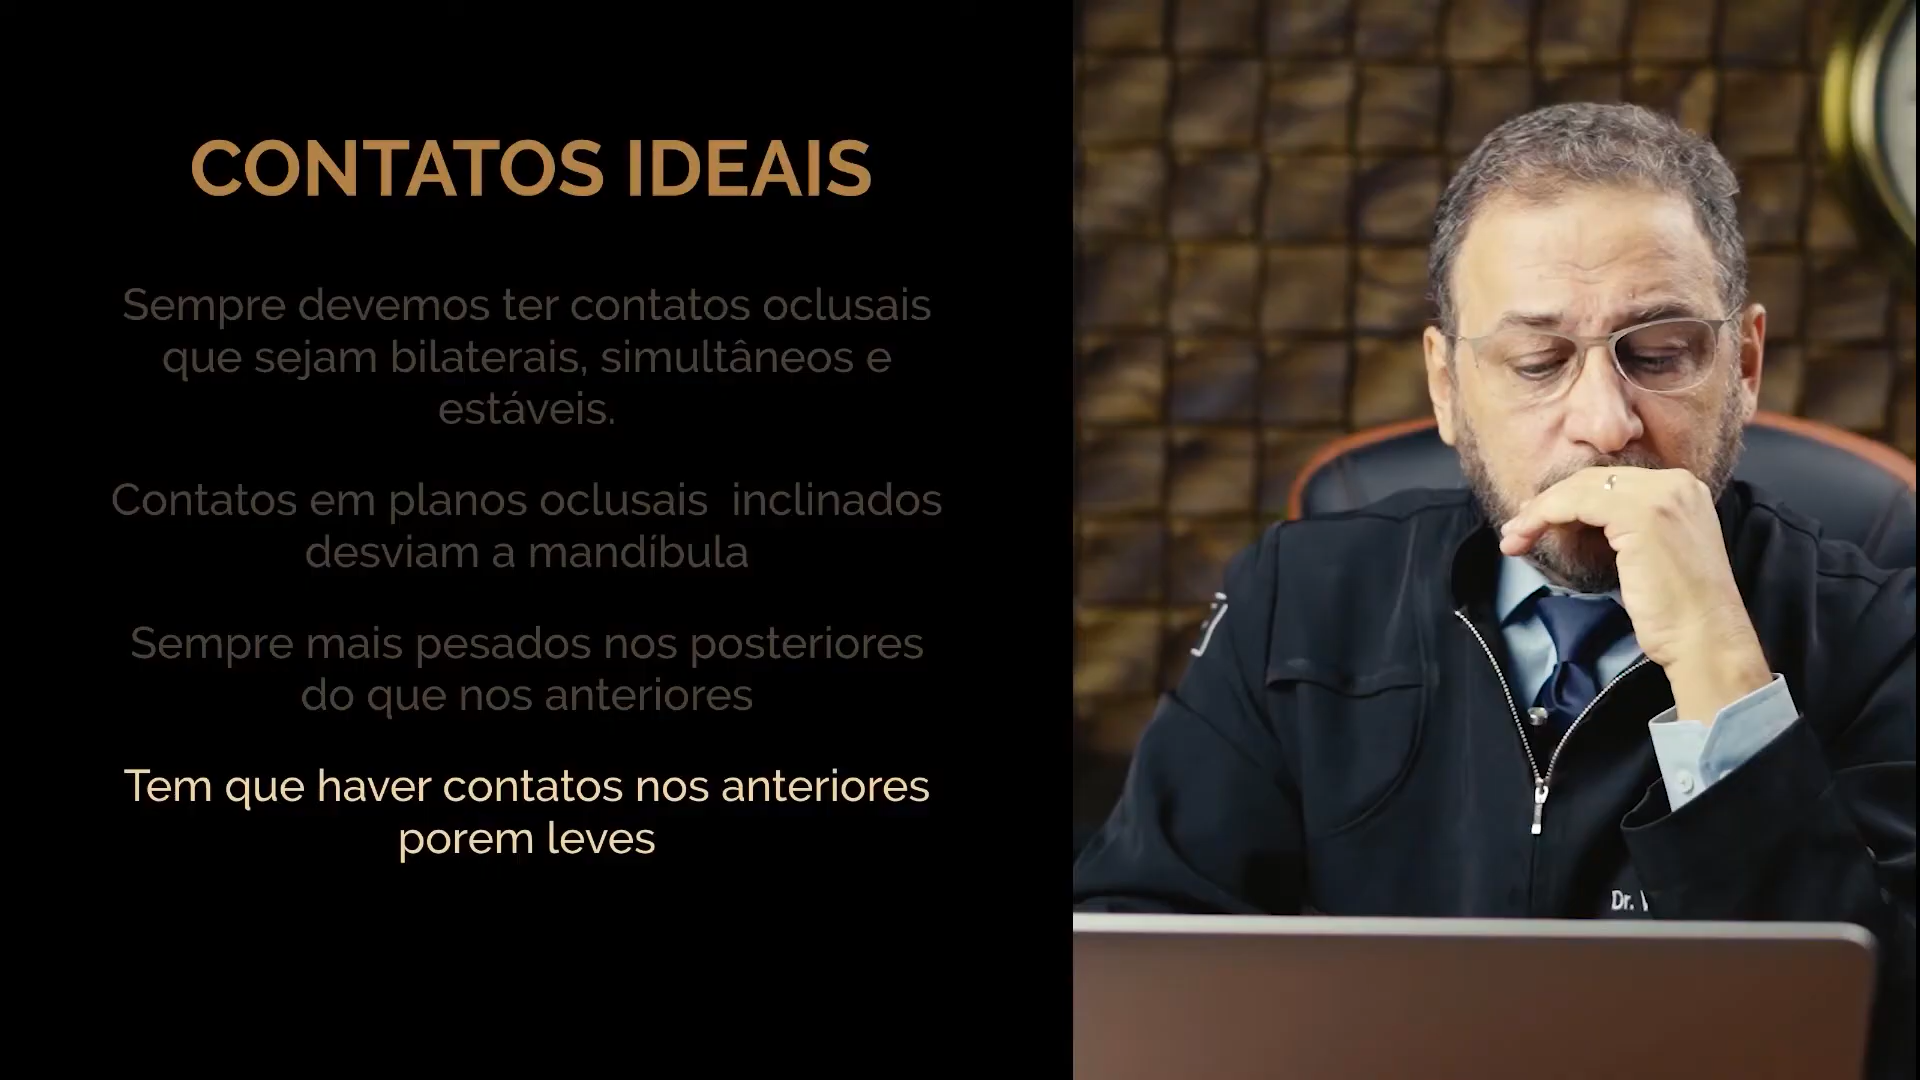 CONTATOS IDEAIS
Sempre devemos ter contatos oclusais
que sejam bilaterais, simultâneos e
estáveis.
Contatos em planos oclusais  inclinados
desviam a mandíbula
Sempre mais pesados nos posteriores
do que nos anteriores
Tem que haver contatos nos anteriores
porem leves
Dr.